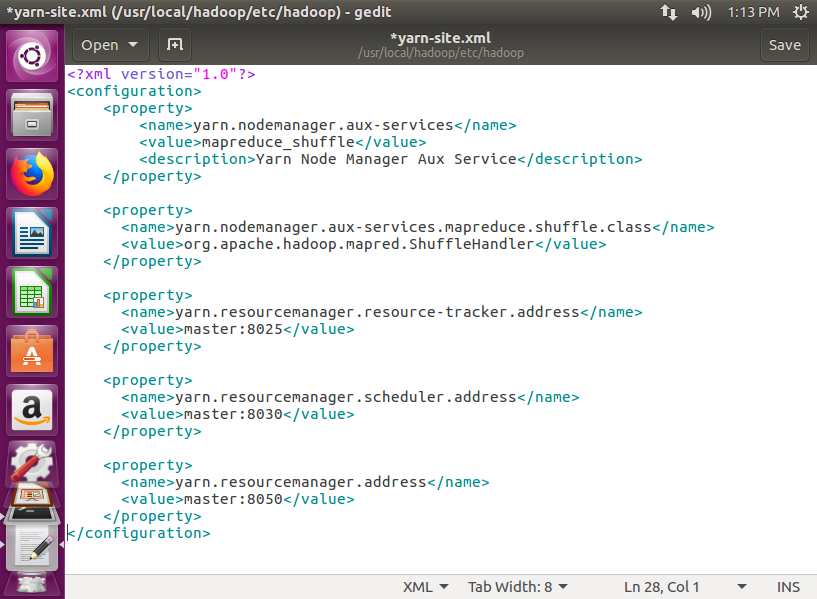 *yarn-site.xml (/usr/local/hadoop/etc/hadoop) - gedit 1:13 PM
Open *yarn-site.xml Save
/usr/local/hadoop/etc/hadoop
<?xml version="1.0"?>
<configuration>
    <property>
        <name>yarn.nodemanager.aux-services</name>
        <value>mapreduce_shuffle</value>
        <description>Yarn Node Manager Aux Service</description>
    </property>

    <property>
      <name>yarn.nodemanager.aux-services.mapreduce.shuffle.class</name>
      <value>org.apache.hadoop.mapred.ShuffleHandler</value>
    </property>

    <property>
      <name>yarn.resourcemanager.resource-tracker.address</name>
      <value>master:8025</value>
    </property>

    <property>
      <name>yarn.resourcemanager.scheduler.address</name>
      <value>master:8030</value>
    </property>

    <property>
      <name>yarn.resourcemanager.address</name>
      <value>master:8050</value>
    </property>
</configuration>
XML Tab Width: 8 Ln 28, Col 1 INS